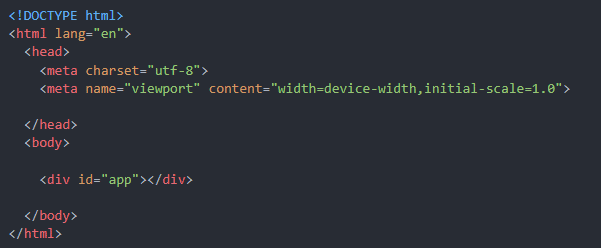 <!DOCTYPE html>
<html lang="en">
  <head>
    <meta charset="utf-8">
    <meta name="viewport" content="width=device-width,initial-scale=1.0">
  </head>
  <body>
    <div id="app"></div>
  </body>
</html>